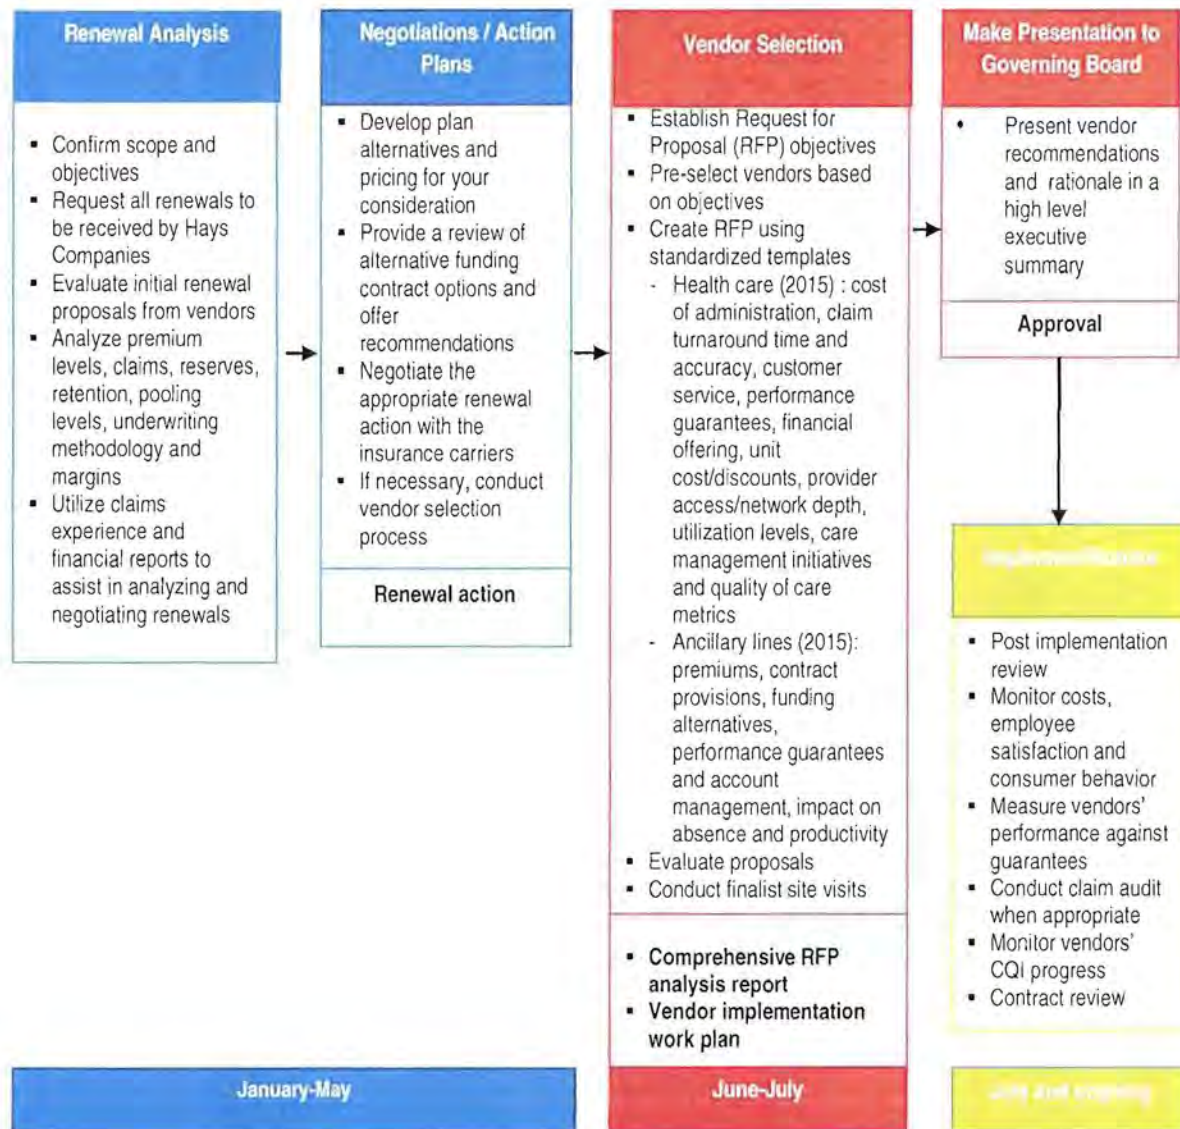 Renewal Analysis
▪ Confirm scope and
objectives
▪ Request all renewals to
be received by Hays
Companies
▪ Evaluate initial renewal
proposals from vendors
▪ Analyze premium
levels, claims, reserves,
retention, pooling
levels, underwriting
methodology and
margins
▪ Utilize claims
experience and
financial reports to
assist in analyzing and
negotiating renewals
Negotiations / Action
Plans
▪ Develop plan
alternatives and
pricing for your
consideration
▪ Provide a review of
alternative funding
contract options and
offer
recommendations
▪ Negotiate the
appropriate renewal
action with the
insurance carriers
▪ If necessary, conduct
vendor selection
process
Renewal action
Vendor Selection
▪ Establish Request for
Proposal (RFP) objectives
▪ Pre-select vendors based
on objectives
▪ Create RFP using
standardized templates
- Health care (2015) : cost
of administration, claim
turnaround time and
accuracy, customer
service, performance
guarantees, financial
offering, unit
cost/discounts, provider
access/network depth,
utilization levels, care
management initiatives
and quality of care
metrics
- Ancillary lines (2015):
premiums, contract
provisions, funding
alternatives,
performance guarantees
and account
management, impact on
absence and productivity
▪ Evaluate proposals
▪ Conduct finalist site visits
▪ Comprehensive RFP
analysis report
▪ Vendor implementation
work plan
Make Presentation to
Governing Board
• Present vendor
recommendations
and rationale in a
high level
executive
summary
Approval
▪ Post implementation
review
▪ Monitor costs,
employee
satisfaction and
consumer behavior
▪ Measure vendors'
performance against
guarantees
▪ Conduct claim audit
when appropriate
▪ Monitor vendors'
CQI progress
▪ Contract review
January-May
June-July